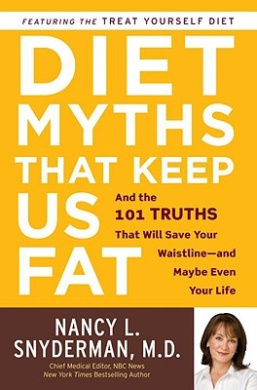 FEATURING THE TREAT YOURSELF DIET
DIET
MYTHS
THAT KEEP
US
FAT
And the
101 TRUTHS
That Will Save Your
Waistline—and
Maybe Even
Your Life
NANCY L.
SNYDERMAN, M.D.
Chief Medical Editor, NBC News
New York Times Bestselling Author